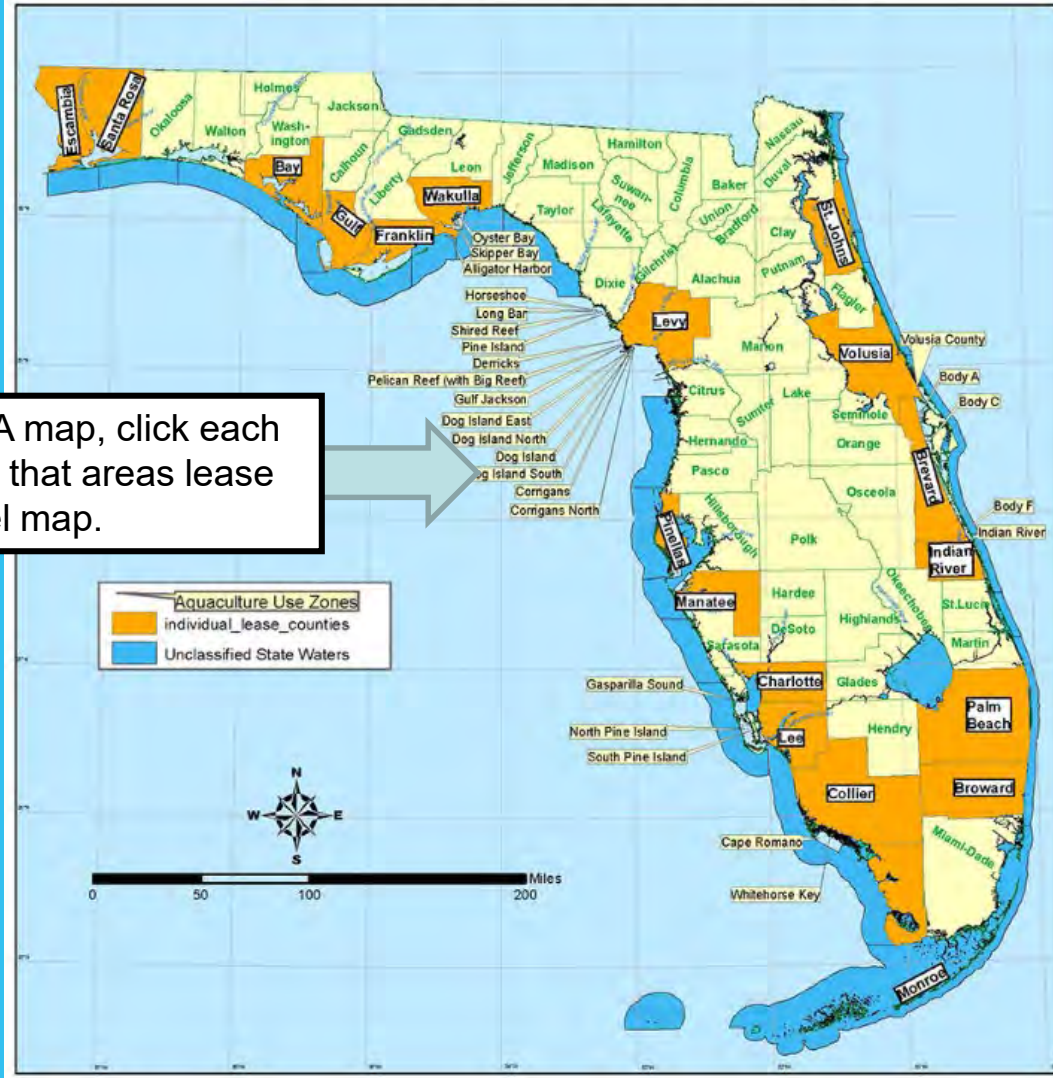 Escambia
Santa Rosa
Okaloosa
Walton
Holmes
Wash-
ington
Jackson
Bay
Calhoun
Gulf
Liberty
Gadsden
Franklin
Leon
Wakulla
Jefferson
Madison
Taylor
Hamilton
Suwan-
nee
Lafayette
Dixie
Columbia
Gilchrist
Baker
Union
Bradford
Alachua
Nassau
Duval
Clay
Putnam
St. Johns
Flagler
Oyster Bay
Skipper Bay
Alligator Harbor
Horseshoe
Long Bar
Shired Reef
Pine Island
Derricks
Pelican Reef (with Big Reef)
Gulf Jackson
Dog Island East
Dog Island North
Dog Island
og Island South
Corrigans
Corrigans North
Levy
Marion
Volusia
Volusia County
Body A
Body C
Citrus
Sumter
Lake
Seminole
Hernando
Orange
Pasco
Brevard
Osceola
Body F
Indian River
A map, click each
that areas lease
el map.
Pinellas
Hillsborough
Polk
Indian
River
Okeechobee
Manatee
Hardee
Highlands
St.Lucie
DeSoto
Sarasota
Martin
Aquaculture Use Zones
individual_lease_counties
Unclassified State Waters
Charlotte
Glades
Gasparilla Sound
North Pine Island
South Pine Island
Lee
Hendry
Palm
Beach
Collier
Broward
Cape Romano
Miami-Dade
Whitehorse Key
Monroe
N
W
E
S
Miles
0
50
100
200